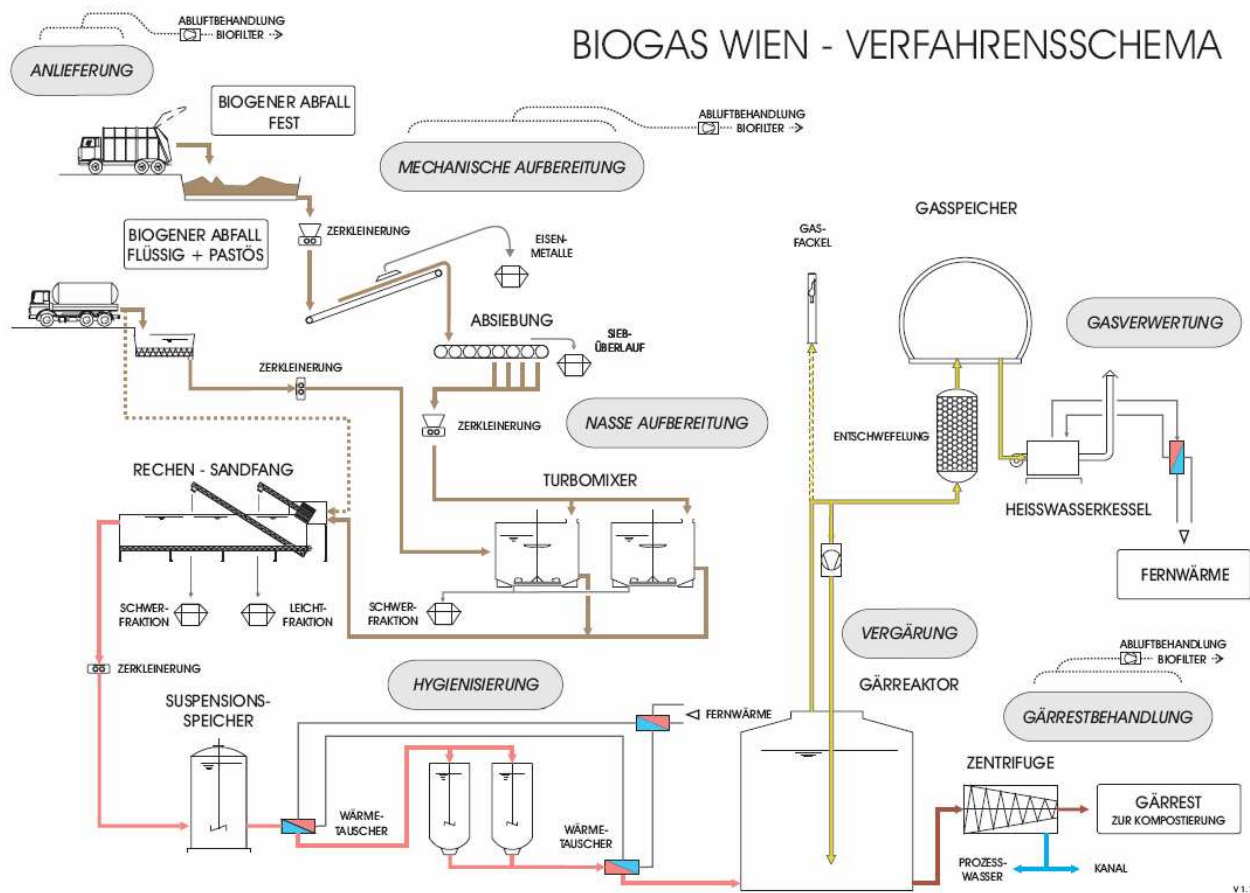 BIOGAS WIEN - VERFAHRENSSCHEMA
ABLUFTBEHANDLUNG
BIOFILTER
ANLIEFERUNG
BIOGENER ABFALL
FEST
ABLUFTBEHANDLUNG
BIOFILTER
MECHANISCHE AUFBEREITUNG
ZERKLEINERUNG
BIOGENER ABFALL
FLÜSSIG + PASTÖS
EISEN-
METALLE
GAS-
FACKEL
GASSPEICHER
GASVERWERTUNG
ABSIEBUNG
SIEB-
ÜBERLAUF
ZERKLEINERUNG
NASSE AUFBEREITUNG
ZERKLEINERUNG
ENTSCHWEFELUNG
RECHEN - SANDFANG
TURBOMIXER
HEISSWASSERKESSEL
FERNWÄRME
SCHWER-
FRAKTION
LEICHT-
FRAKTION
SCHWER-
FRAKTION
VERGÄRUNG
ABLUFTBEHANDLUNG
BIOFILTER
ZERKLEINERUNG
HYGIENISIERUNG
GÄRREAKTOR
SUSPENSIONS-
SPEICHER
FERNWÄRME
GÄRRESTBEHANDLUNG
ZENTRIFUGE
WÄRME-
TAUSCHER
WÄRME-
TAUSCHER
GÄRREST
ZUR KOMPOSTIERUNG
PROZESS-
WASSER
KANAL